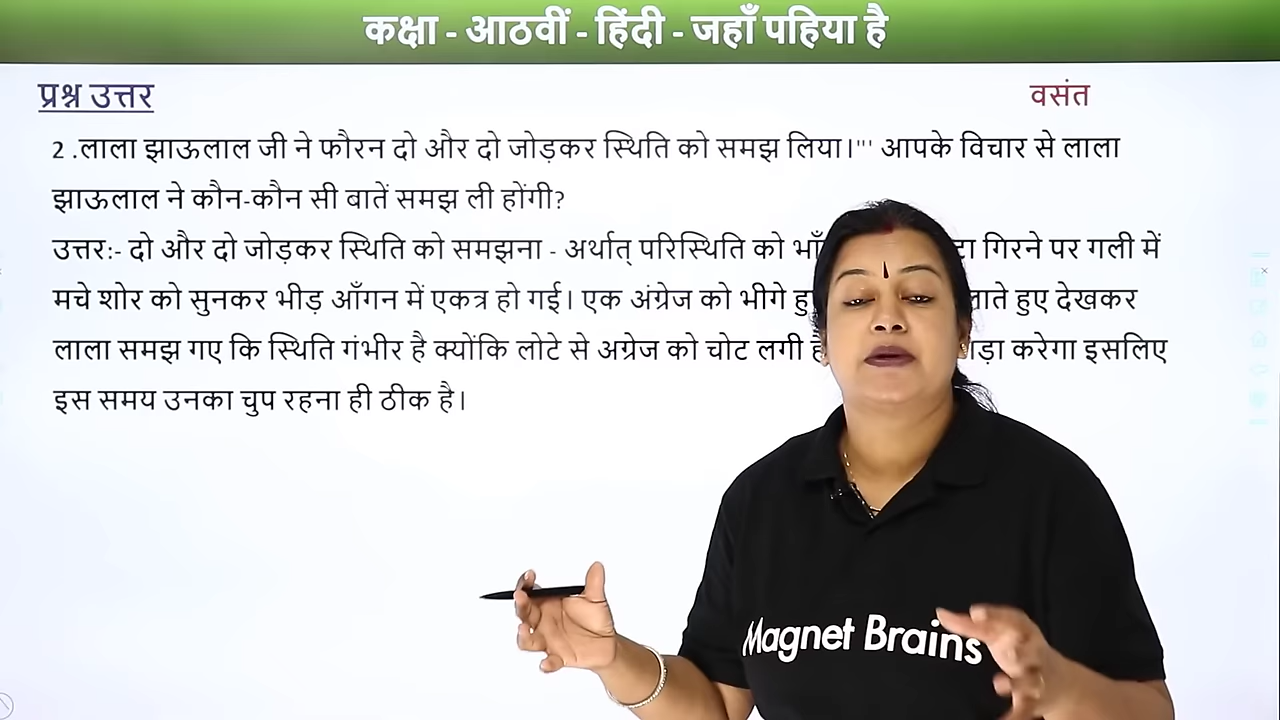 कक्षा - आठवीं - हिंदी - जहाँ पहिया है
प्रश्न उत्तर
वसंत
2 .लाला झाऊलाल जी ने फौरन दो और दो जोड़कर स्थिति को समझ लिया।"' आपके विचार से लाला
झाऊलाल ने कौन-कौन सी बातें समझ ली होंगी?
उत्तर:- दो और दो जोड़कर स्थिति को समझना - अर्थात् परिस्थिति को गिरने पर गली में
मचे शोर को सुनकर भीड़ आँगन में एकत्र हो गई। एक अंग्रेज को भीगे हुए देखकर
लाला समझ गए कि स्थिति गंभीर है क्योंकि लोटे से अग्रेज को चोट लगी करेगा इसलिए
इस समय उनका चुप रहना ही ठीक है।
Magnet Brains